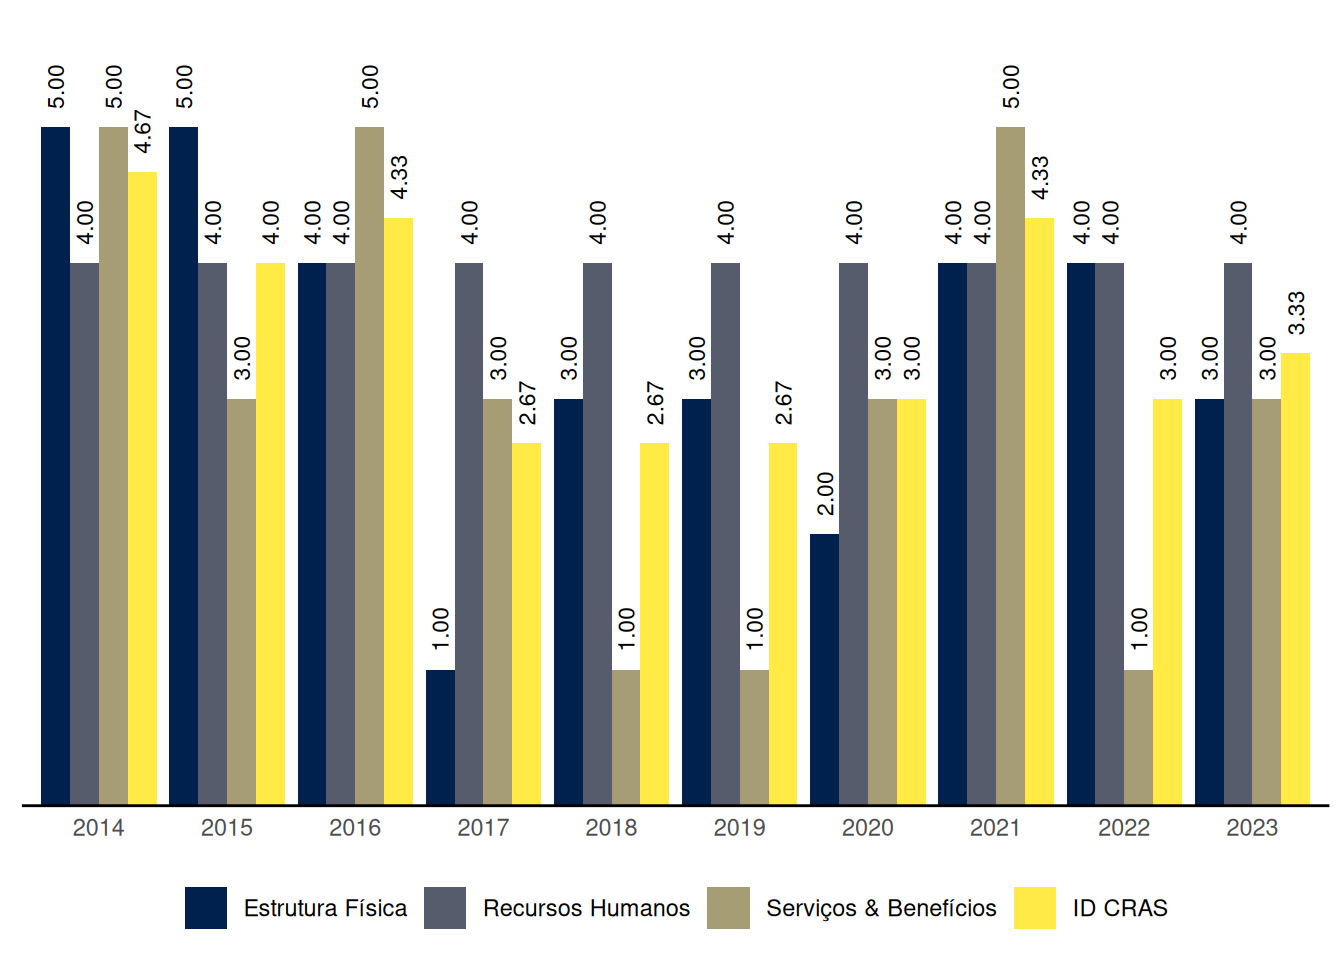 5.00 4.00 5.00 4.67 5.00 4.00 3.00 4.00 4.00 4.00 5.00 4.33 1.00 4.00 3.00 2.67 3.00 4.00 1.00 2.67 3.00 4.00 1.00 2.67 2.00 4.00 3.00 3.00 4.00 4.00 5.00 4.33 4.00 4.00 1.00 3.00 3.00 4.00 3.00 3.33
2014 2015 2016 2017 2018 2019 2020 2021 2022 2023
Estrutura Física Recursos Humanos Serviços & Benefícios ID CRAS